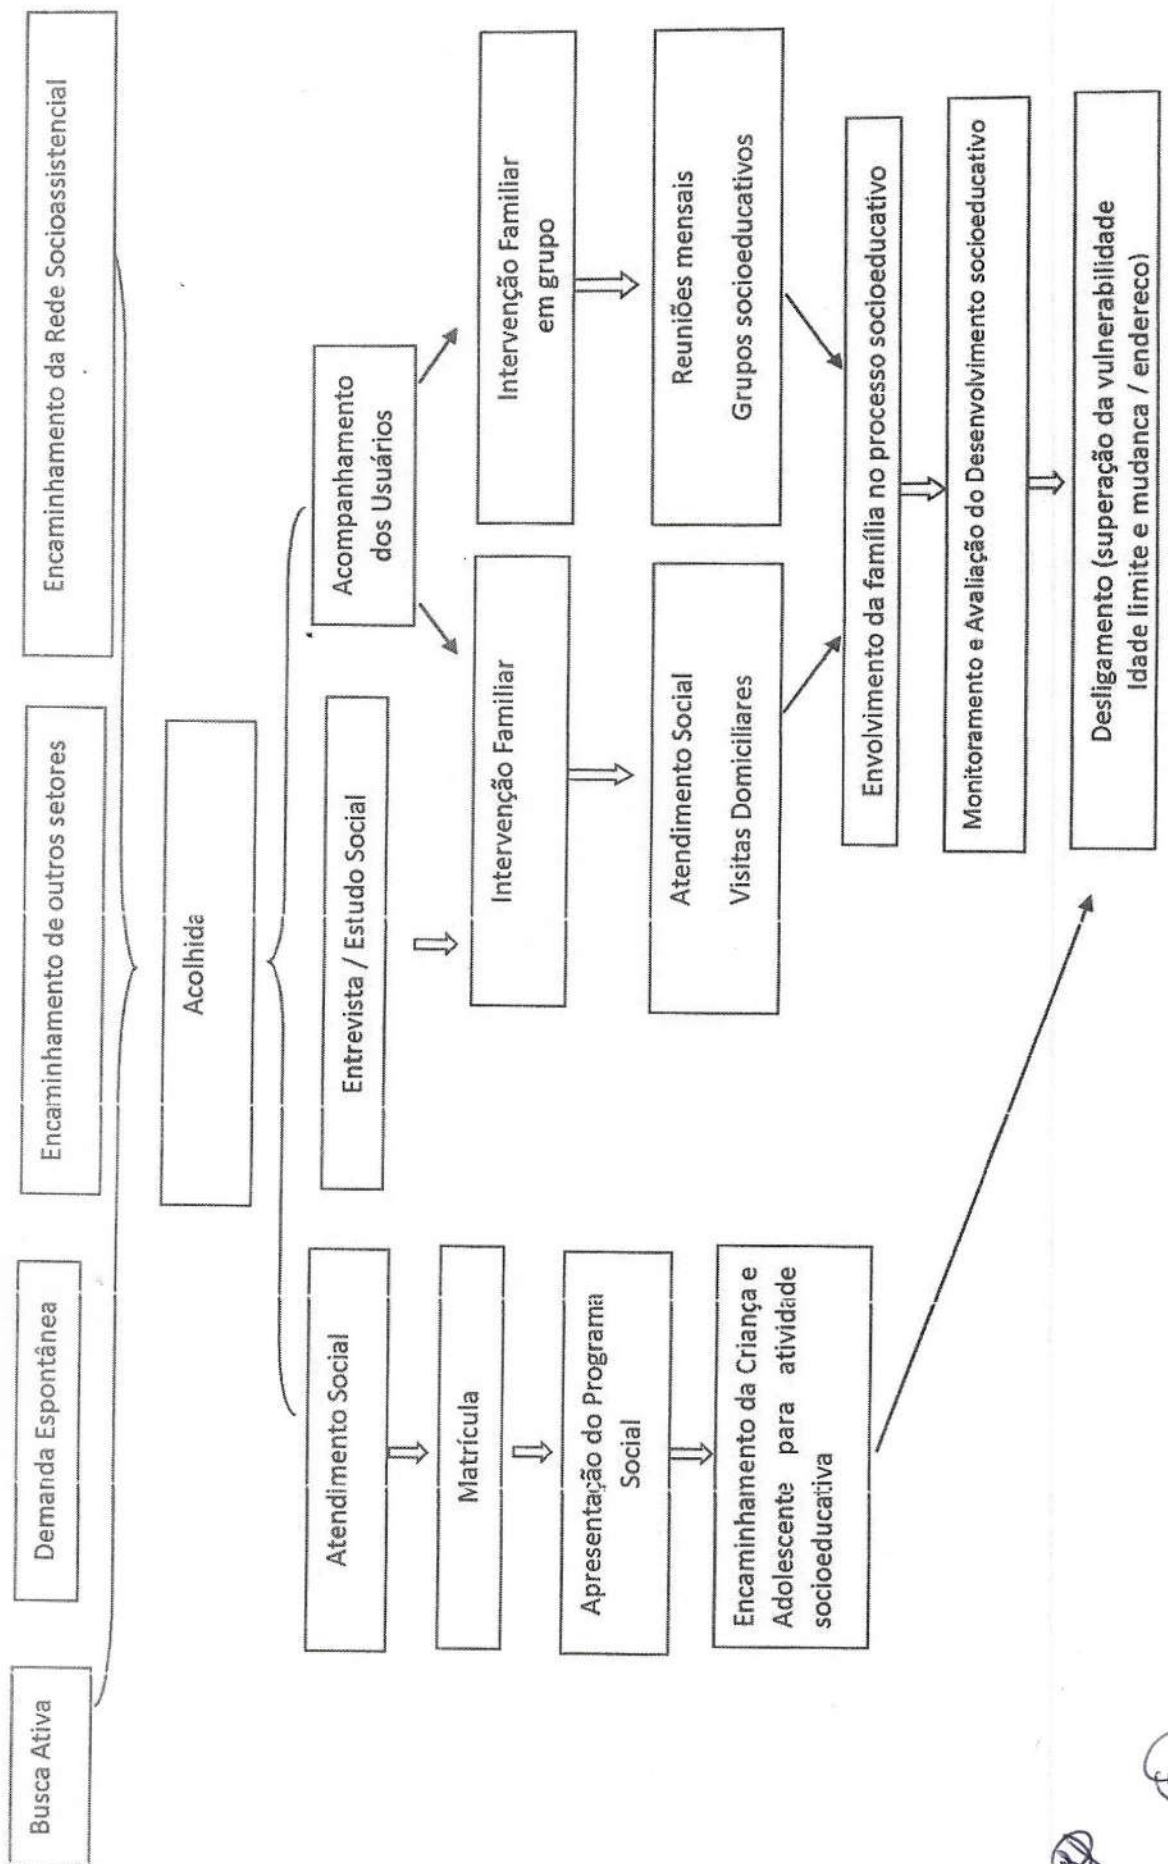 Busca Ativa
Demanda Espontânea
Encaminhamento de outros setores
Encaminhamento da Rede Socioassistencial
Acolhida
Atendimento Social
Entrevista / Estudo Social
Acompanhamento
dos Usuários
Matrícula
Intervenção Familiar
Intervenção Familiar
em grupo
Apresentação do Programa
Social
Atendimento Social
Visitas Domiciliares
Reuniões mensais
Grupos socioeducativos
Encaminhamento da Criança e
Adolescente para atividade
socioeducativa
Envolvimento da família no processo socioeducativo
Monitoramento e Avaliação do Desenvolvimento socioeducativo
Desligamento (superação da vulnerabilidade
Idade limite e mudanca / endereco)